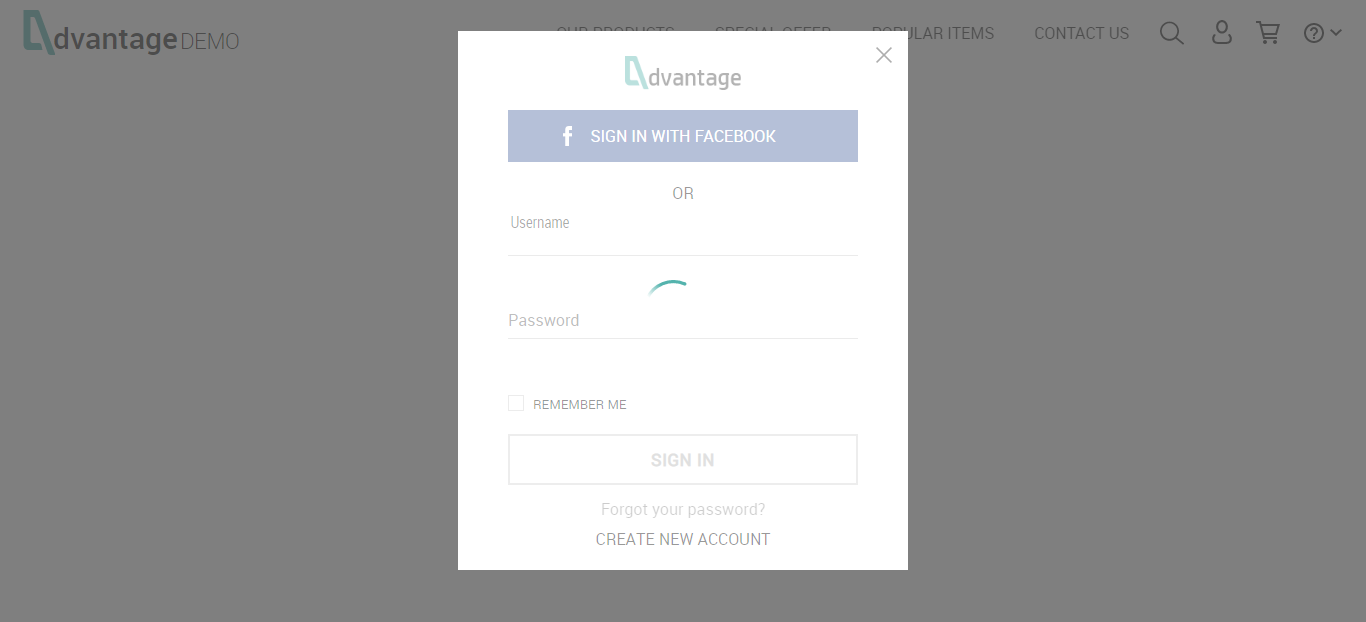 dvantage DEMO
OUR PRODUCTS
SPECIAL OFFER
POPULAR ITEMS
CONTACT US
dvantage
f SIGN IN WITH FACEBOOK
OR
Username
Password
REMEMBER ME
SIGN IN
Forgot your password?
CREATE NEW ACCOUNT